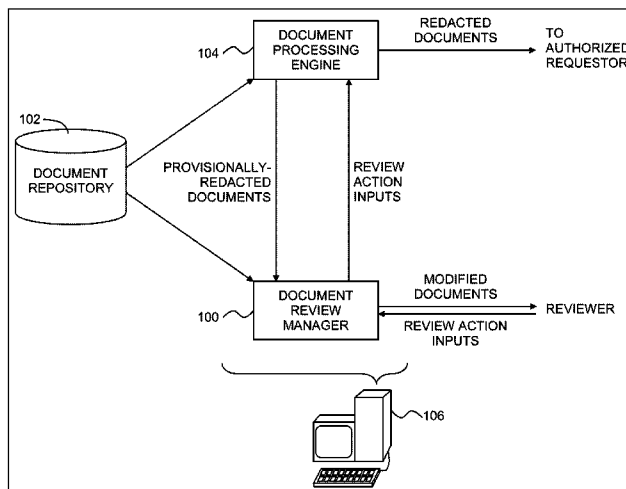 104
DOCUMENT
PROCESSING
ENGINE
REDACTED
DOCUMENTS
TO
AUTHORIZED
REQUESTOR
102
DOCUMENT
REPOSITORY
PROVISIONALLY-
REDACTED
DOCUMENTS
REVIEW
ACTION
INPUTS
100
DOCUMENT
REVIEW
MANAGER
MODIFIED
DOCUMENTS
REVIEW ACTION
INPUTS
REVIEWER
106